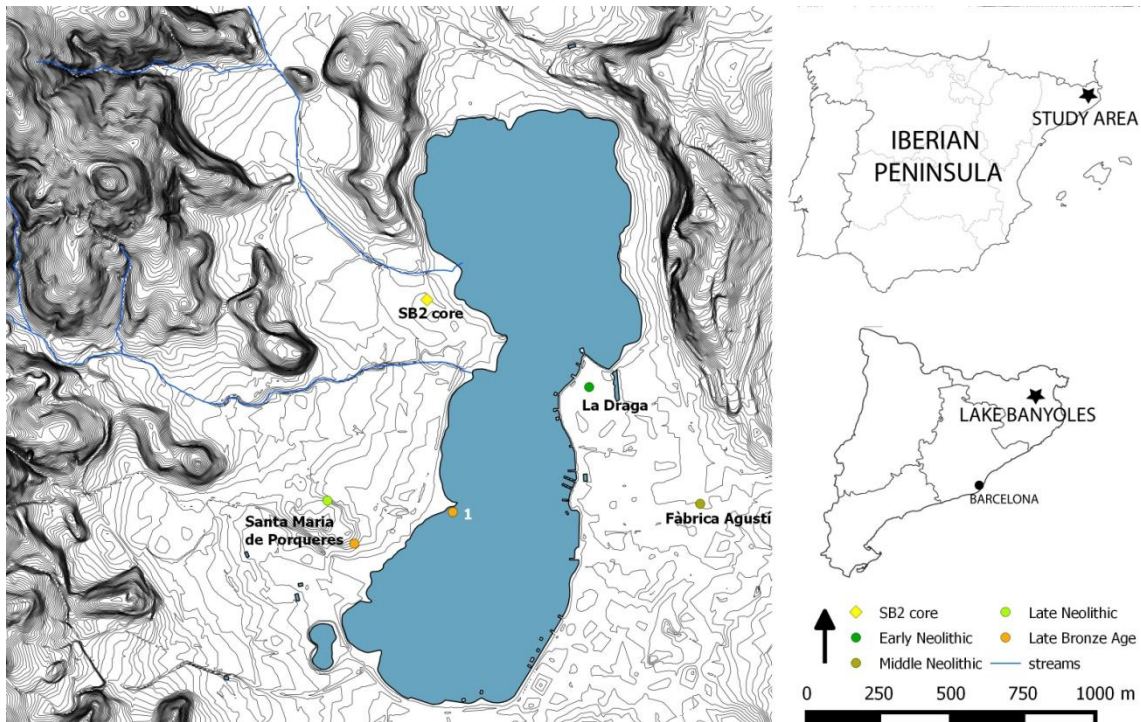 SB2 core
La Draga
Santa Maria
de Porqueres
1
Fàbrica Agustí
STUDY AREA
IBERIAN
PENINSULA
LAKE BANYOLES
BARCELONA
SB2 core
Early Neolithic
Middle Neolithic
Late Neolithic
Late Bronze Age
streams
0 250 500 750 1000 m